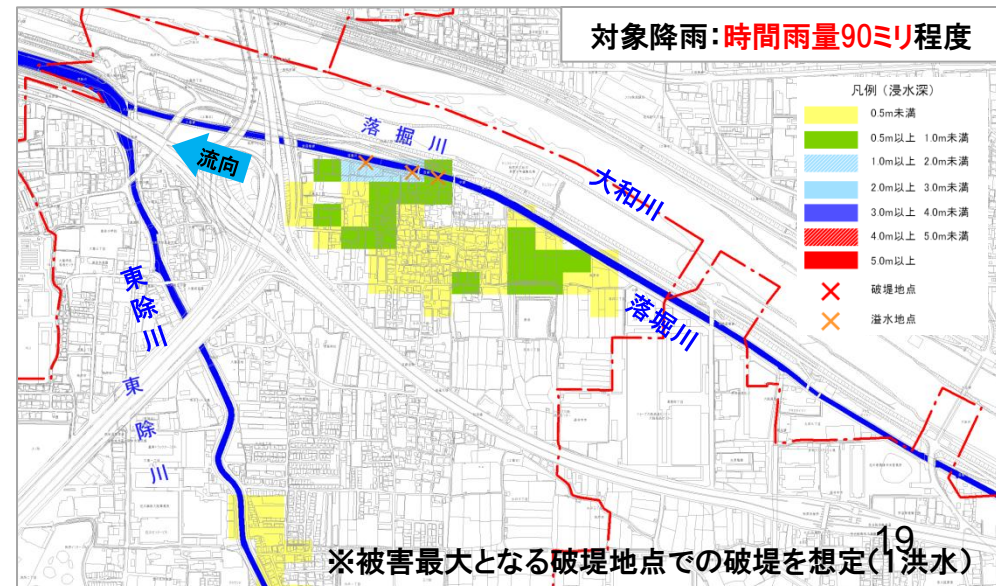 対象降雨：時間雨量90ミリ程度
凡例（浸水深）
0.5m未満
0.5m以上 1.0m未満
1.0m以上 2.0m未満
2.0m以上 3.0m未満
3.0m以上 4.0m未満
4.0m以上 5.0m未満
5.0m以上
破堤地点
溢水地点
落堀川
流向
大和川
東除川
落堀川
東除川
19
※被害最大となる破堤地点での破堤を想定（1洪水）